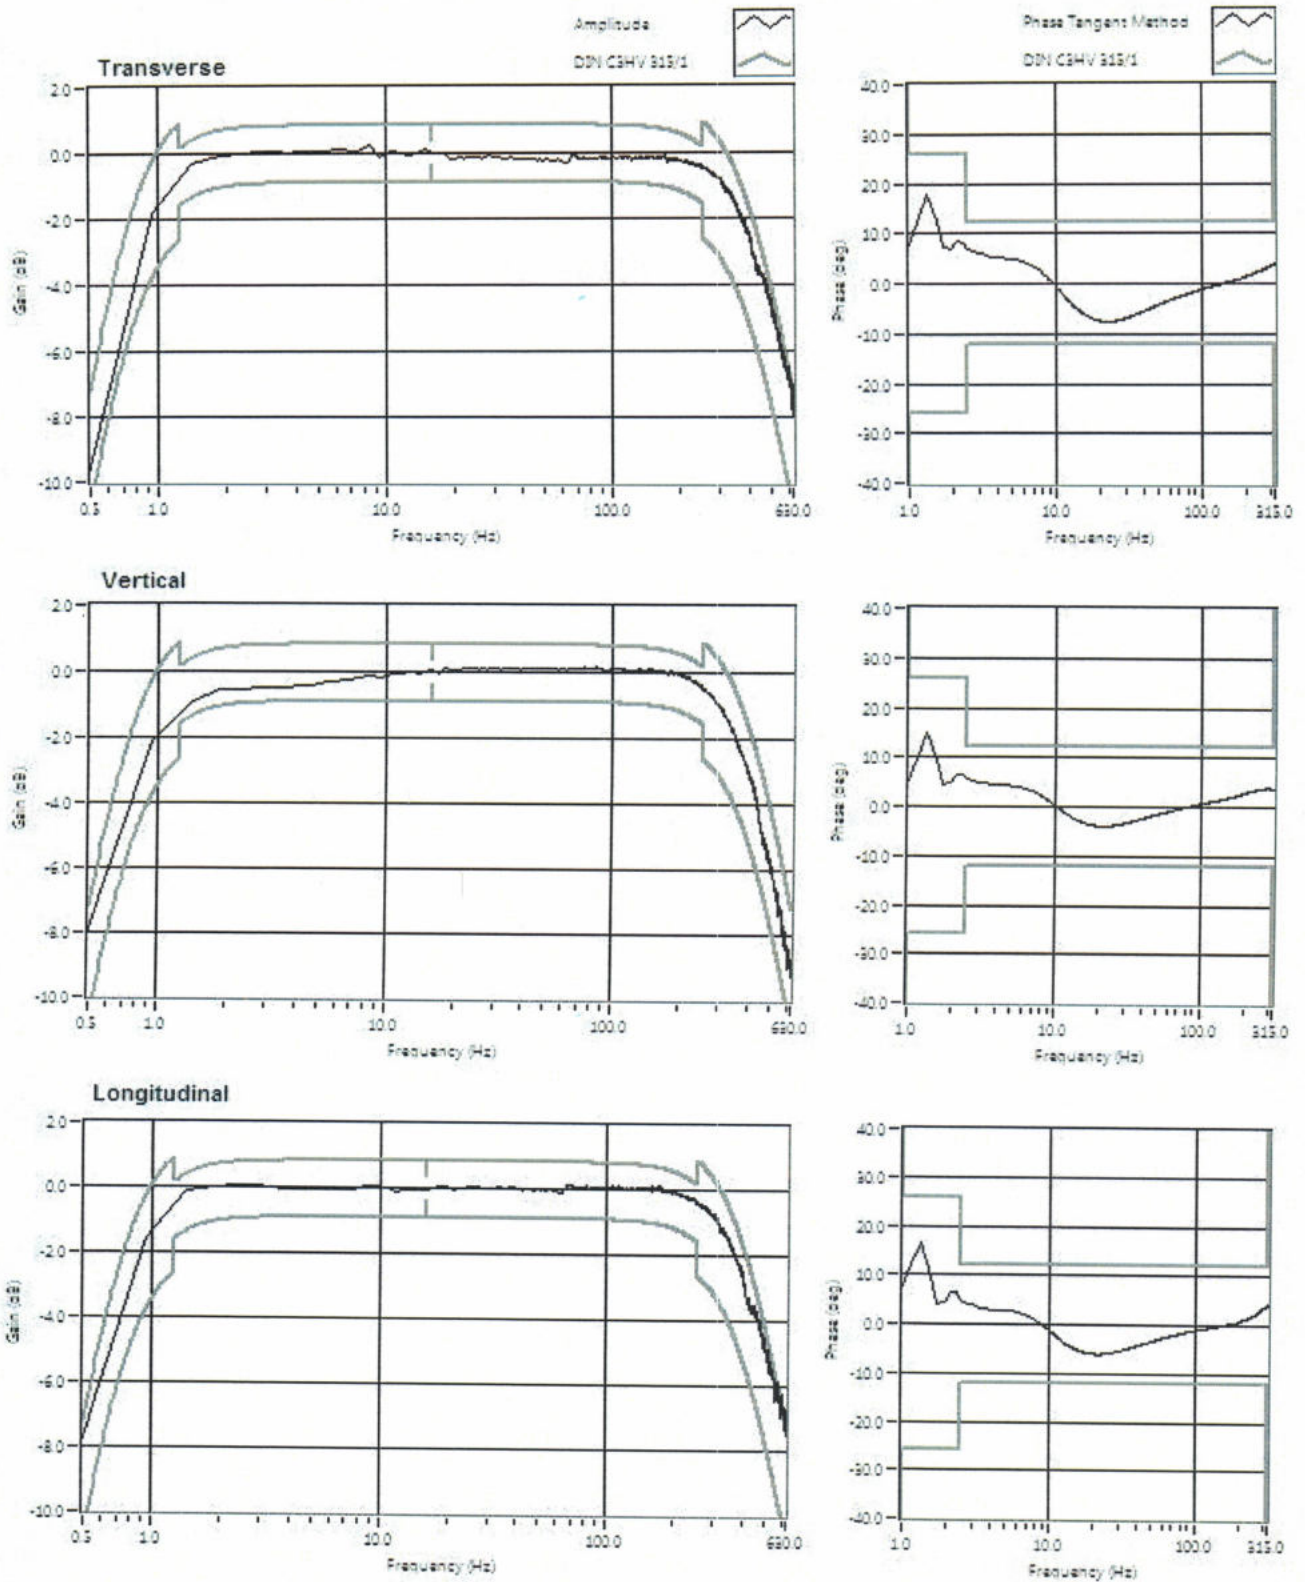 Amplitude
DIN C3HV 315/1
Phase Tangent Method
DIN C3HV 315/1
Transverse
2.0
0.0
-2.0
-4.0
-6.0
-8.0
-10.0
Gain (dB)
0.5 1.0 10.0 100.0 630.0
Frequency (Hz)
40.0
30.0
20.0
10.0
0.0
-10.0
-20.0
-30.0
-40.0
Phase (deg)
1.0 10.0 100.0 315.0
Frequency (Hz)
Vertical
2.0
0.0
-2.0
-4.0
-6.0
-8.0
-10.0
Gain (dB)
0.5 1.0 10.0 100.0 630.0
Frequency (Hz)
40.0
30.0
20.0
10.0
0.0
-10.0
-20.0
-30.0
-40.0
Phase (deg)
1.0 10.0 100.0 315.0
Frequency (Hz)
Longitudinal
2.0
0.0
-2.0
-4.0
-6.0
-8.0
-10.0
Gain (dB)
0.5 1.0 10.0 100.0 630.0
Frequency (Hz)
40.0
30.0
20.0
10.0
0.0
-10.0
-20.0
-30.0
-40.0
Phase (deg)
1.0 10.0 100.0 315.0
Frequency (Hz)